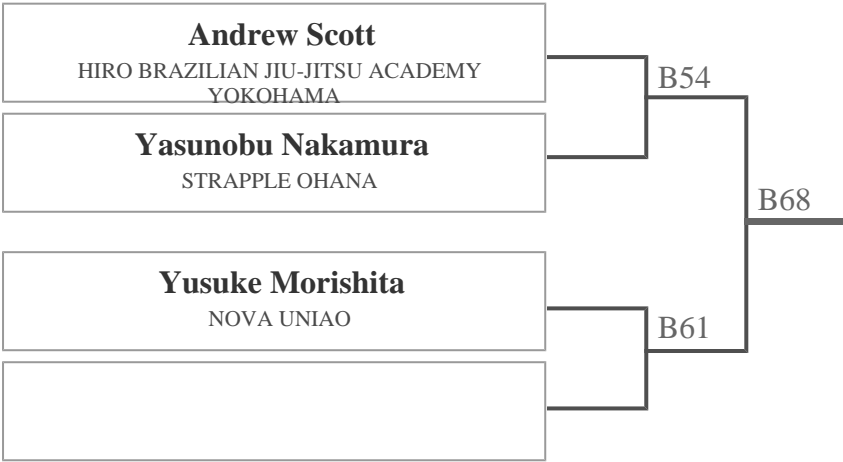 Andrew Scott
HIRO BRAZILIAN JIU-JITSU ACADEMY
YOKOHAMA
B54
Yasunobu Nakamura
STRAPPLE OHANA
B68
Yusuke Morishita
NOVA UNIAO
B61